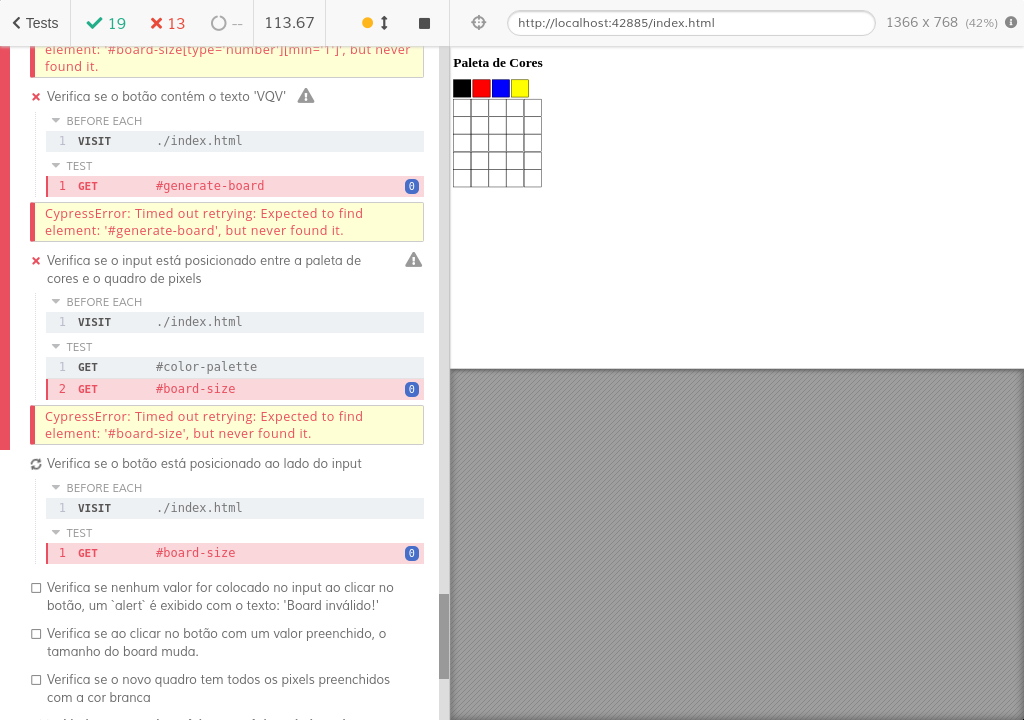 Tests 19 13 -- 113.67 http://localhost:42885/index.html 1366 x 768 (42%)
element: '#board-size[type='number'][min='1']', but never
found it.
Verifica se o botão contém o texto 'VQV'
BEFORE EACH
1 VISIT ./index.html
TEST
1 GET #generate-board 0
CypressError: Timed out retrying: Expected to find
element: '#generate-board', but never found it.
Verifica se o input está posicionado entre a paleta de
cores e o quadro de pixels
BEFORE EACH
1 VISIT ./index.html
TEST
1 GET #color-palette
2 GET #board-size 0
CypressError: Timed out retrying: Expected to find
element: '#board-size', but never found it.
Verifica se o botão está posicionado ao lado do input
BEFORE EACH
1 VISIT ./index.html
TEST
1 GET #board-size 0
Verifica se nenhum valor for colocado no input ao clicar no
botão, um `alert` é exibido com o texto: 'Board inválido!'
Verifica se ao clicar no botão com um valor preenchido, o
tamanho do board muda.
Verifica se o novo quadro tem todos os pixels preenchidos
com a cor branca
Paleta de Cores